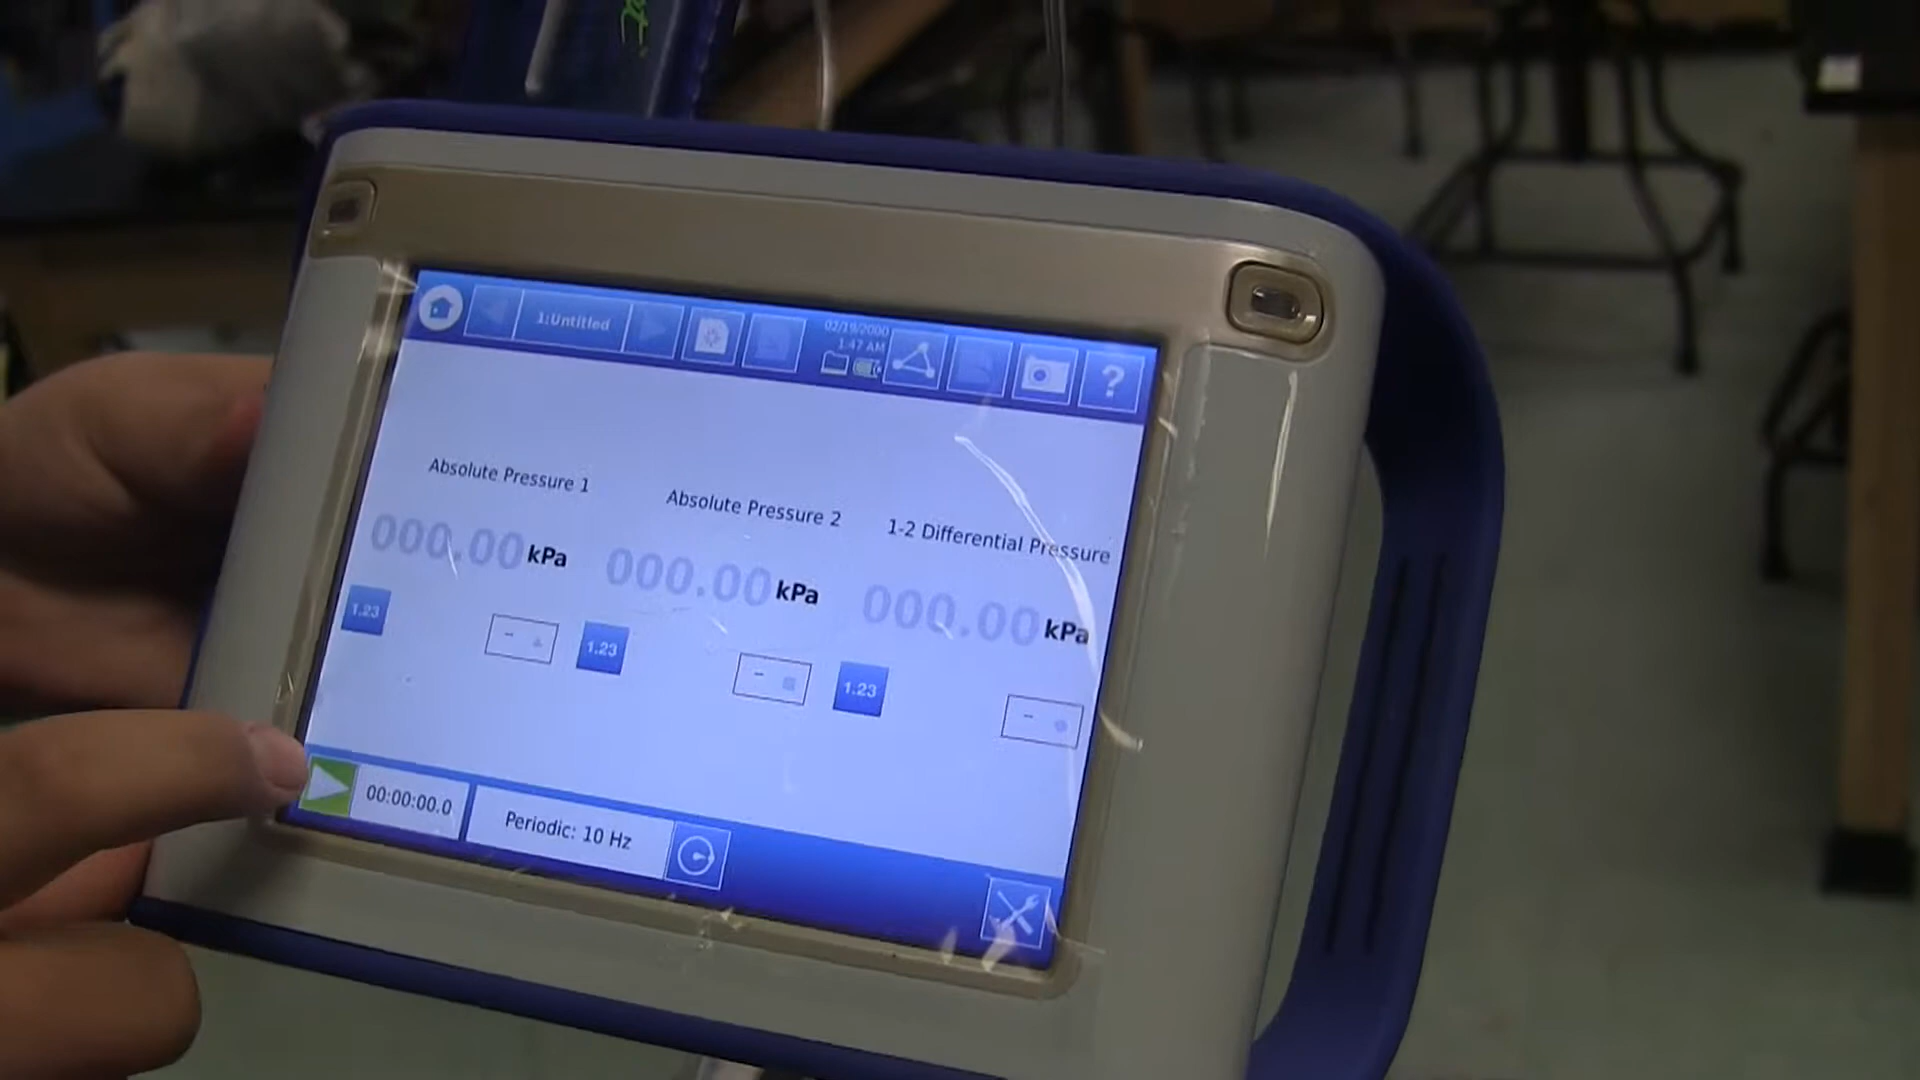 1:Untitled
02/19/2000
1:47 AM
?
Absolute Pressure 1
Absolute Pressure 2
1-2 Differential Pressure
000.00 kPa
000.00 kPa
000.00 kPa
1.23
1.23
1.23
00:00:00.0
Periodic: 10 Hz